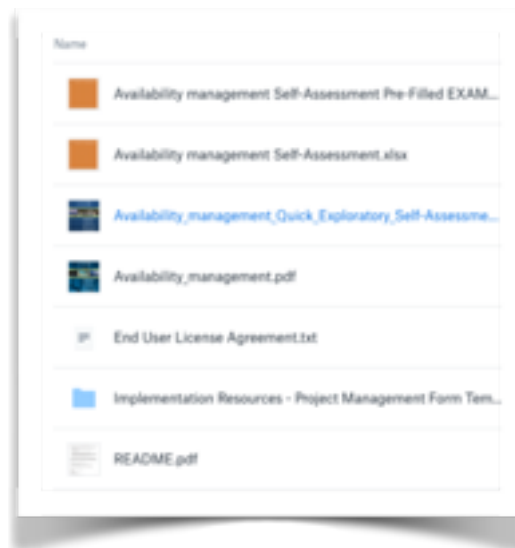 Name
Availability management Self-Assessment Pre-Filled EXAM...
Availability management Self-Assessment.xlsx
Availability_management_Quick_Exploratory_Self-Assessme...
Availability_management.pdf
End User License Agreement.txt
Implementation Resources - Project Management Form Tem...
README.pdf